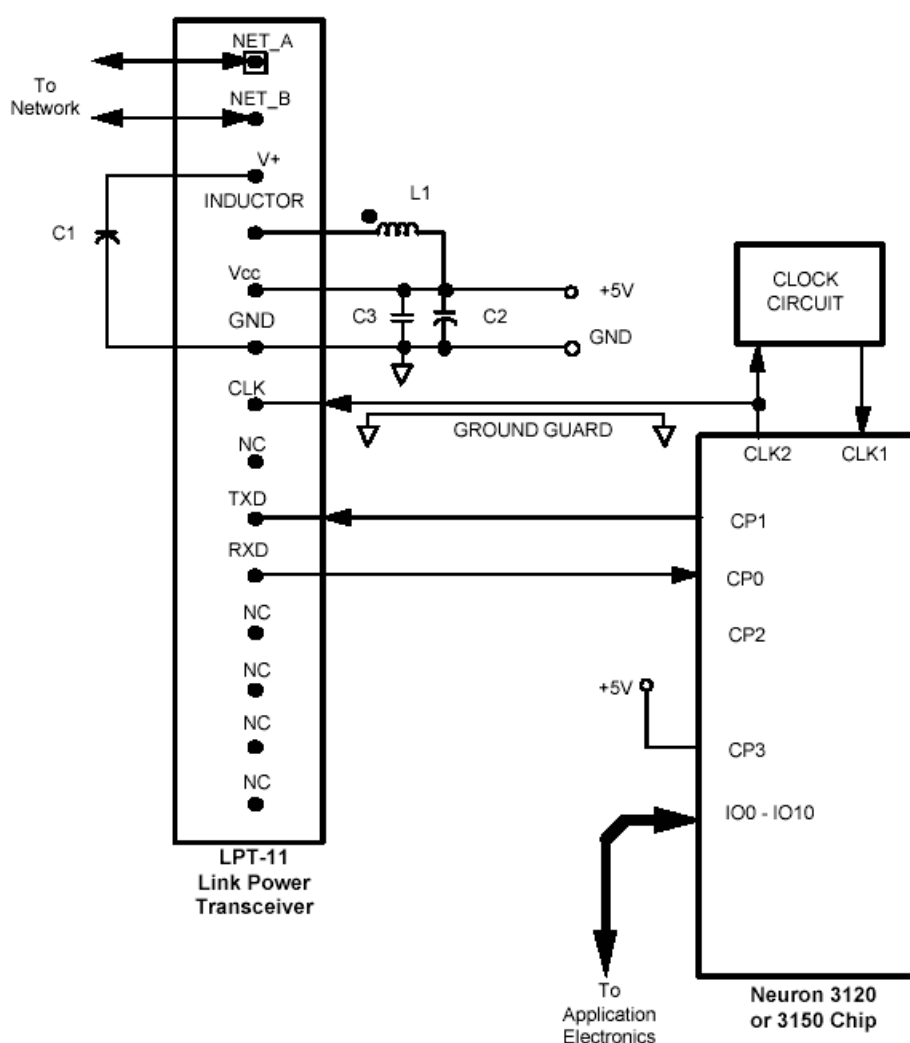 NET_A
To
Network
NET_B
V+
INDUCTOR
L1
C1
Vcc
+5V
C3
C2
GND
GND
CLOCK
CIRCUIT
CLK
GROUND GUARD
CLK2
CLK1
NC
TXD
CP1
RXD
CP0
NC
CP2
NC
+5V
NC
CP3
NC
IO0 - IO10
LPT-11
Link Power
Transceiver
To
Application
Electronics
Neuron 3120
or 3150 Chip